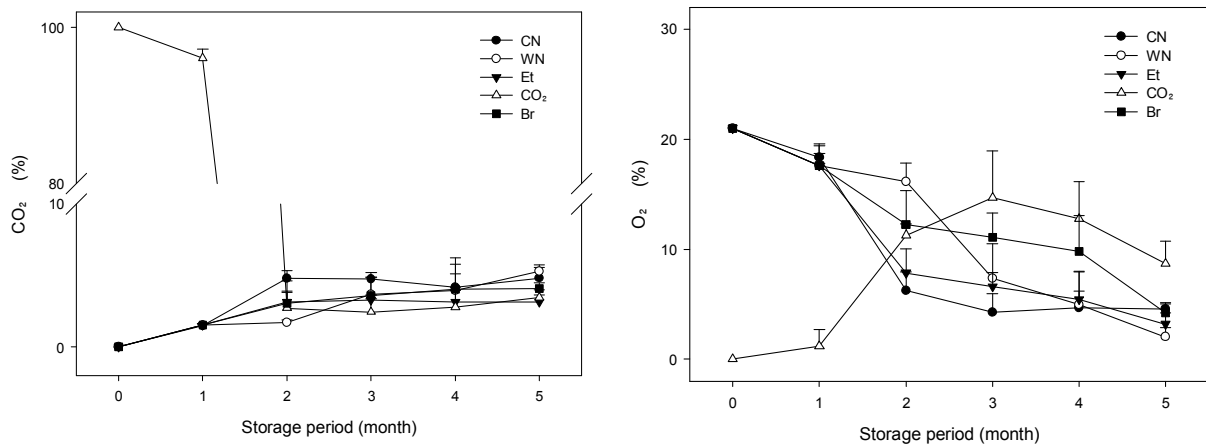 100
80
10
0
CO₂ (%)
0 1 2 3 4 5
Storage period (month)
CN
WN
Et
CO₂
Br
30
20
10
0
O₂ (%)
0 1 2 3 4 5
Storage period (month)
CN
WN
Et
CO₂
Br